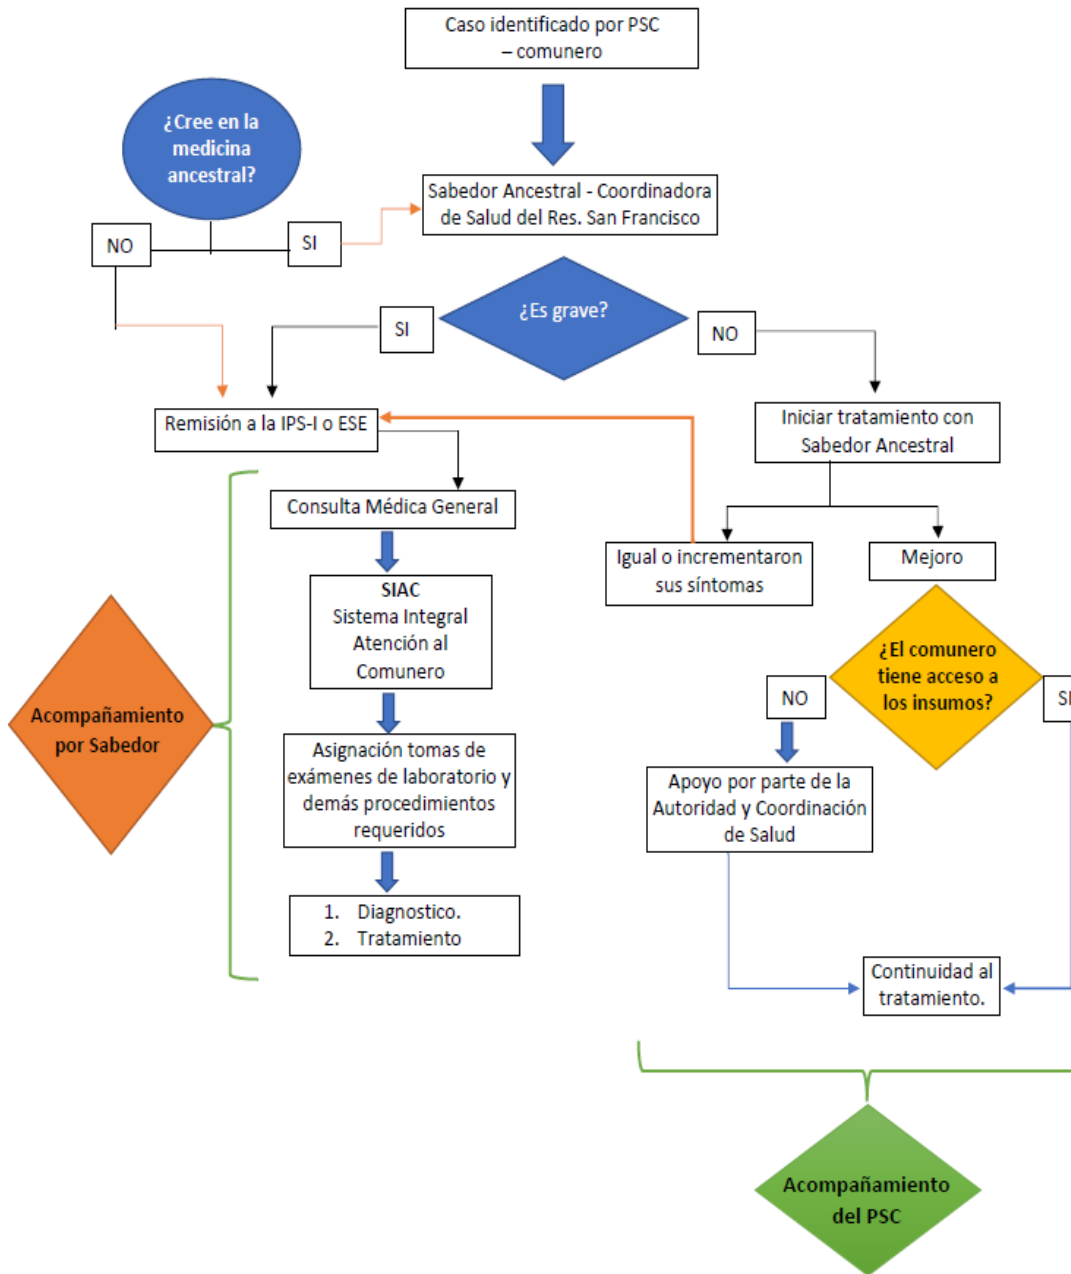 Caso identificado por PSC
– comunero
¿Cree en la
medicina
ancestral?
Sabedor Ancestral - Coordinadora
de Salud del Res. San Francisco
NO
SI
¿Es grave?
SI
NO
Remisión a la IPS-I o ESE
Iniciar tratamiento con
Sabedor Ancestral
Consulta Médica General
Igual o incrementaron
sus síntomas
Mejoro
SIAC
Sistema Integral
Atención al
Comunero
¿El comunero
tiene acceso a
los insumos?
NO
SI
Acompañamiento
por Sabedor
Asignación tomas de
exámenes de laboratorio y
demás procedimientos
requeridos
Apoyo por parte de la
Autoridad y Coordinación
de Salud
1. Diagnostico.
2. Tratamiento
Continuidad al
tratamiento.
Acompañamiento
del PSC